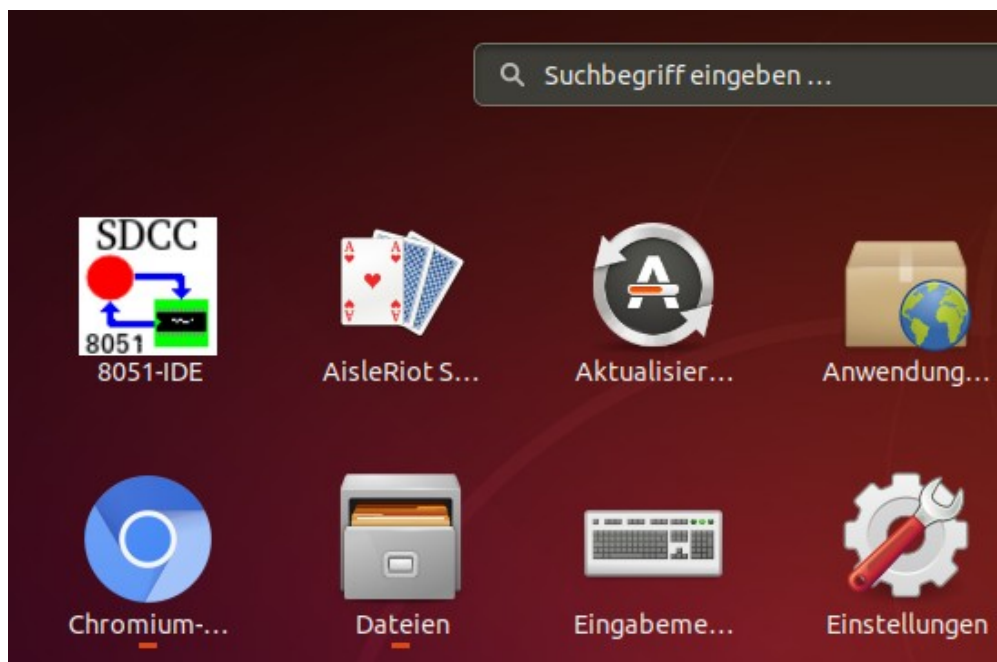 Suchbegriff eingeben ...
SDCC
8051
8051-IDE
AisleRiot S...
Aktualisier...
Anwendung...
Chromium-...
Dateien
Eingabeme...
Einstellungen